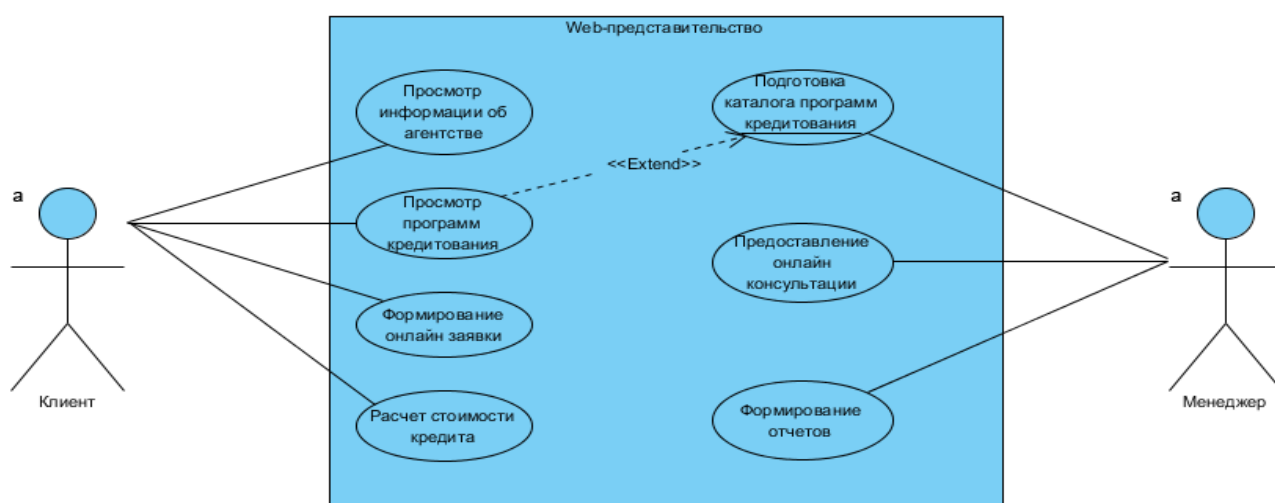 Web-представительство
Просмотр
информации об
агентстве
Подготовка
каталога программ
кредитования
<<Extend>>
a
Просмотр
программ
кредитования
a
Предоставление
онлайн
консультации
Формирование
онлайн заявки
Клиент
Расчет стоимости
кредита
Формирование
отчетов
Менеджер